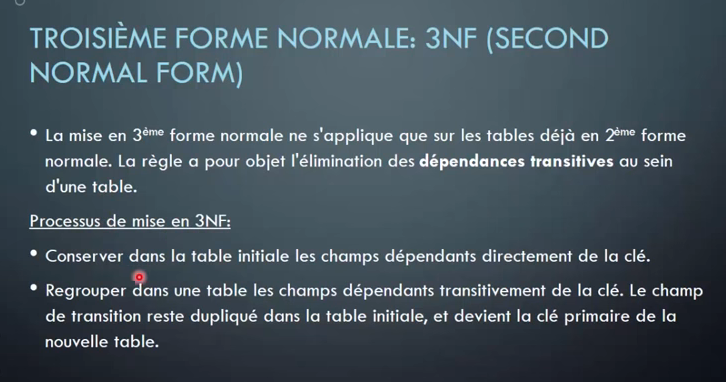 TROISIÈME FORME NORMALE: 3NF (SECOND
NORMAL FORM)
• La mise en 3ème forme normale ne s'applique que sur les tables déjà en 2ème forme
normale. La règle a pour objet l'élimination des dépendances transitives au sein
d'une table.
Processus de mise en 3NF:
• Conserver dans la table initiale les champs dépendants directement de la clé.
• Regrouper dans une table les champs dépendants transitivement de la clé. Le champ
de transition reste dupliqué dans la table initiale, et devient la clé primaire de la
nouvelle table.